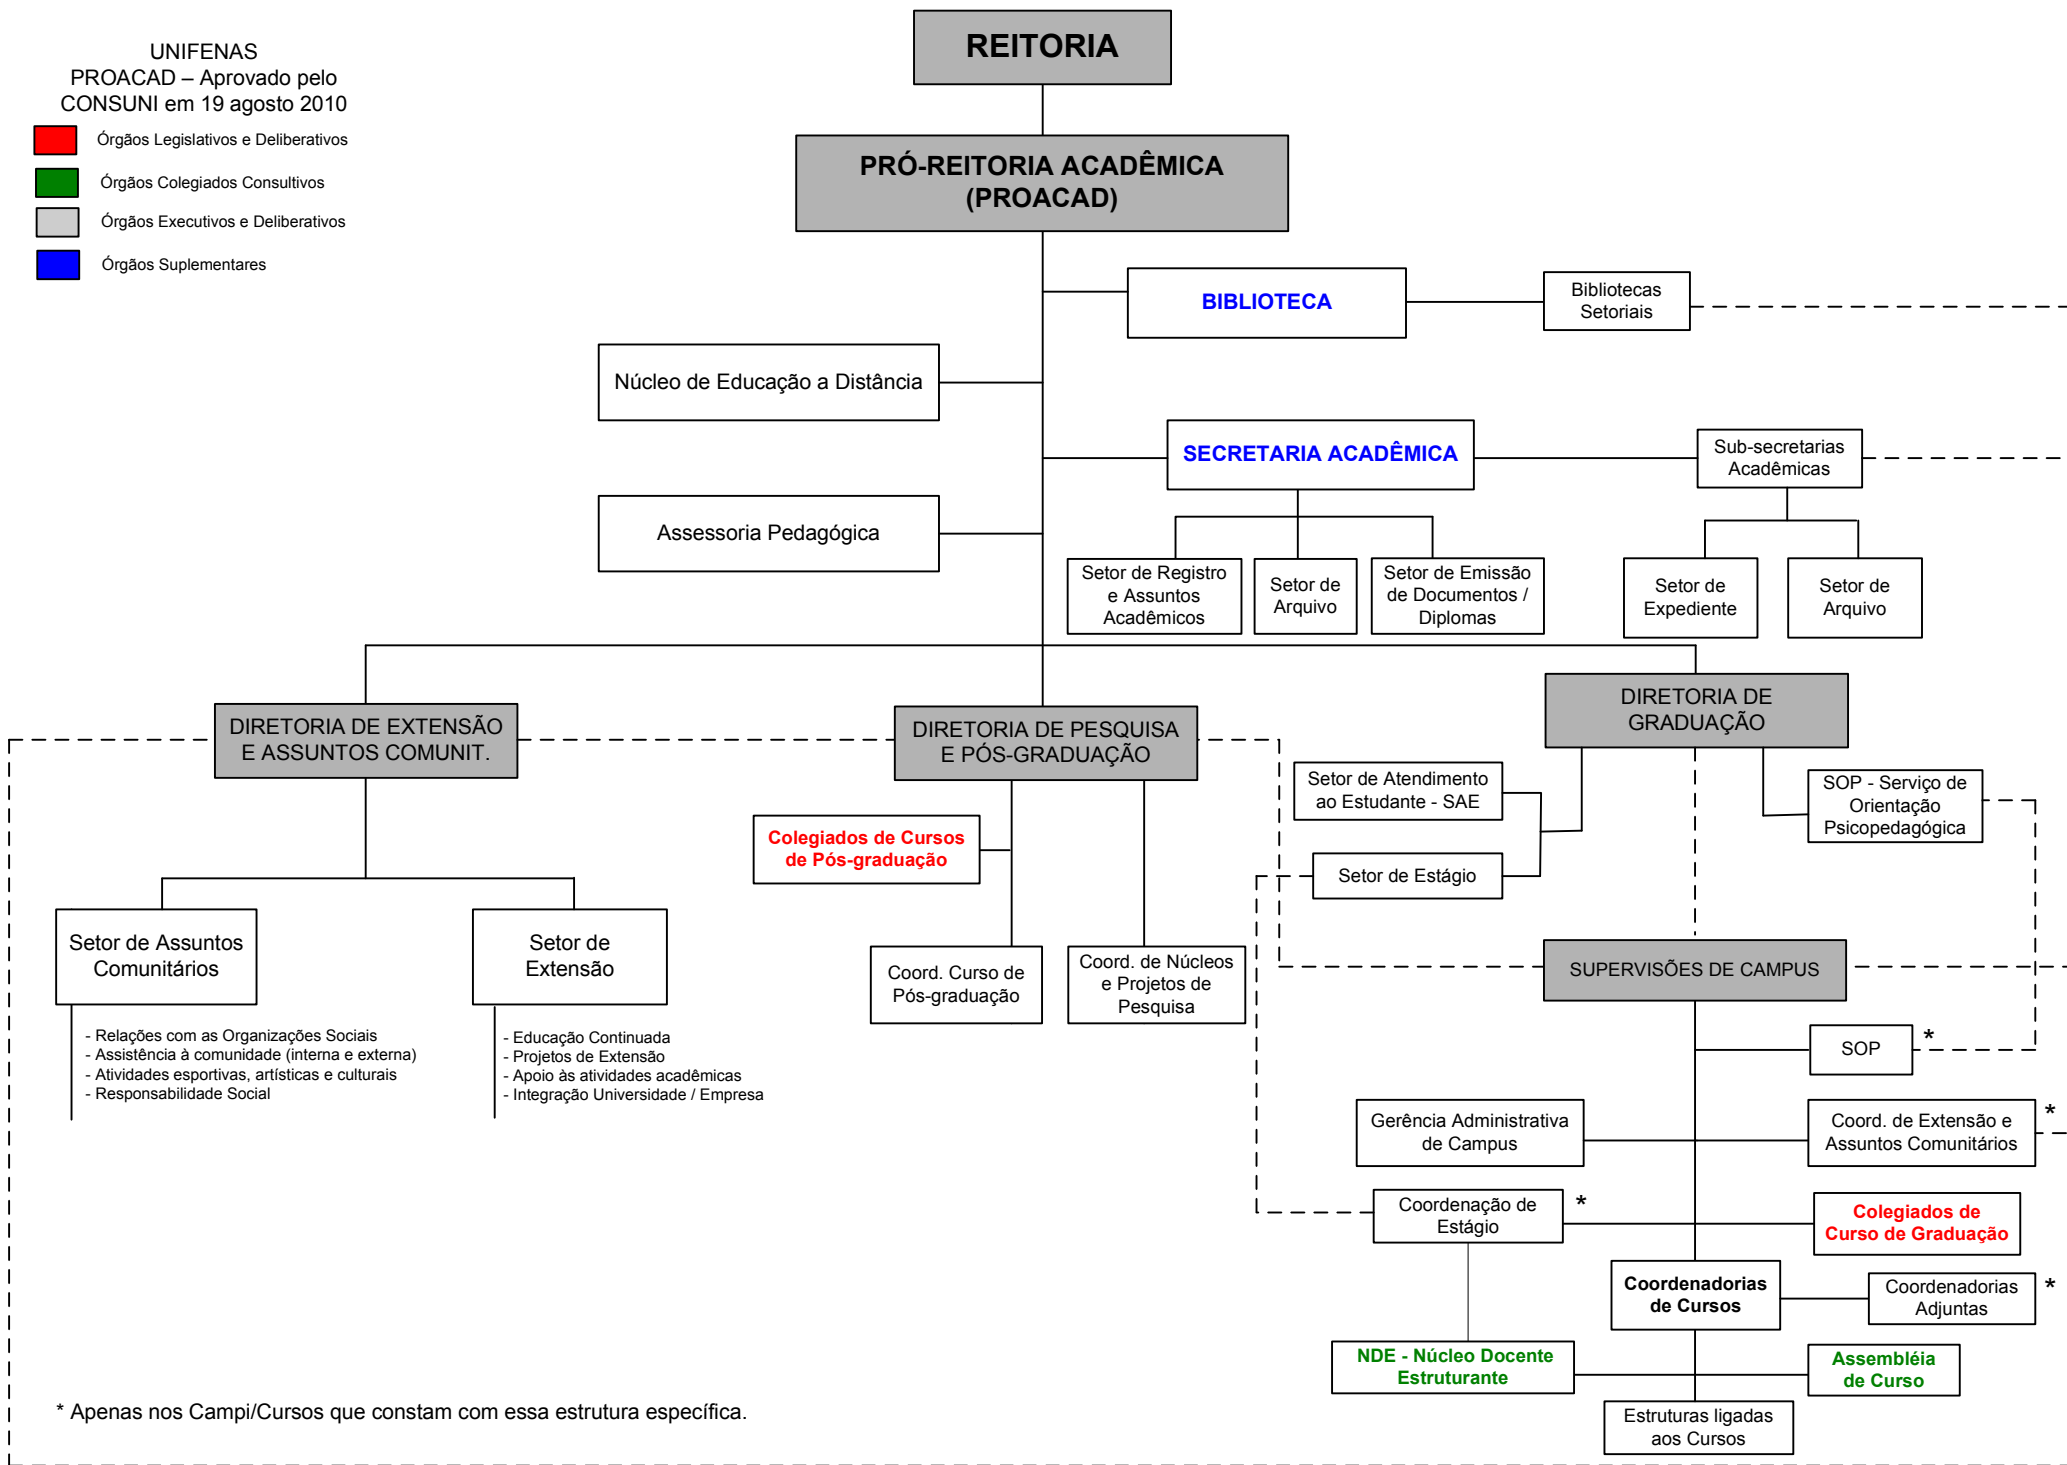 REITORIA
UNIFENAS
PROACAD – Aprovado pelo
CONSUNI em 19 agosto 2010
Órgãos Legislativos e Deliberativos
Órgãos Colegiados Consultivos
Órgãos Executivos e Deliberativos
Órgãos Suplementares
PRÓ-REITORIA ACADÊMICA
(PROACAD)
BIBLIOTECA
Bibliotecas
Setoriais
Núcleo de Educação a Distância
SECRETARIA ACADÊMICA
Sub-secretarias
Acadêmicas
Assessoria Pedagógica
Setor de Registro
e Assuntos
Acadêmicos
Setor de
Arquivo
Setor de Emissão
de Documentos /
Diplomas
Setor de
Expediente
Setor de
Arquivo
DIRETORIA DE EXTENSÃO
E ASSUNTOS COMUNIT.
DIRETORIA DE PESQUISA
E PÓS-GRADUAÇÃO
DIRETORIA DE
GRADUAÇÃO
Setor de Atendimento
ao Estudante - SAE
SOP - Serviço de
Orientação
Psicopedagógica
Colegiados de Cursos
de Pós-graduação
Setor de Estágio
Setor de Assuntos
Comunitários
Setor de
Extensão
Coord. Curso de
Pós-graduação
Coord. de Núcleos
e Projetos de
Pesquisa
SUPERVISÕES DE CAMPUS
- Relações com as Organizações Sociais
- Assistência à comunidade (interna e externa)
- Atividades esportivas, artísticas e culturais
- Responsabilidade Social
- Educação Continuada
- Projetos de Extensão
- Apoio às atividades acadêmicas
- Integração Universidade / Empresa
SOP *
Gerência Administrativa
de Campus
Coord. de Extensão e
Assuntos Comunitários
*
Coordenação de
Estágio
*
Colegiados de
Curso de Graduação
Coordenadorias
de Cursos
Coordenadorias
Adjuntas
*
NDE - Núcleo Docente
Estruturante
Assembléia
de Curso
Estruturas ligadas
aos Cursos
* Apenas nos Campi/Cursos que constam com essa estrutura específica.